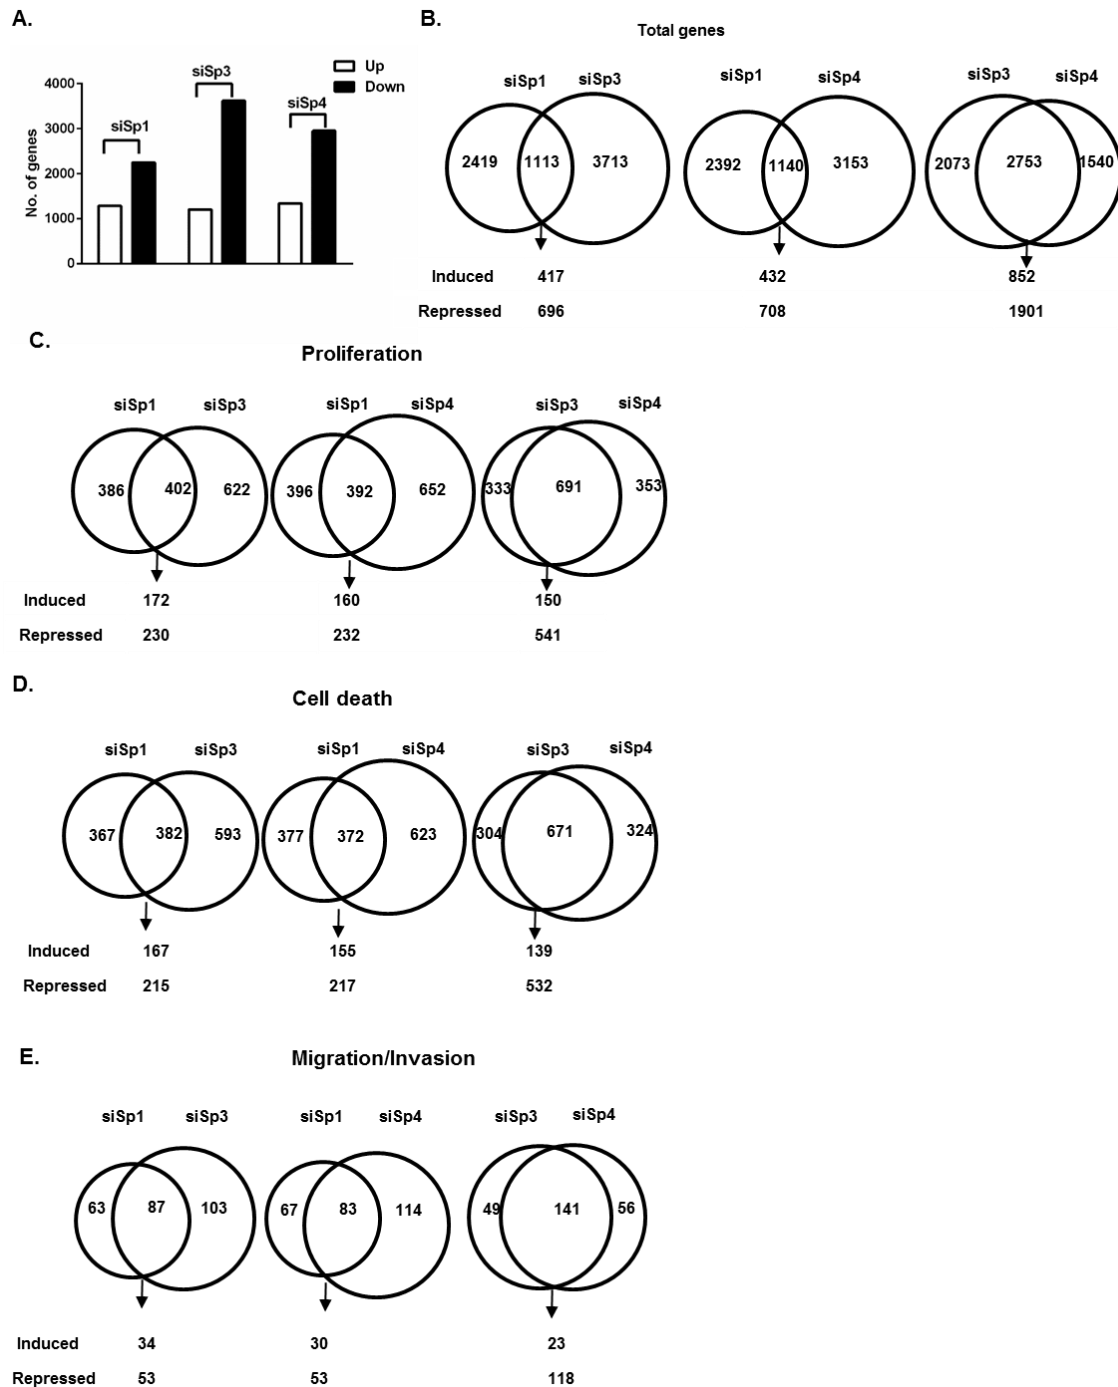 A.
Up
Down
siSp1
siSp3
siSp4
No. of genes
4000
3000
2000
1000
0
B.
Total genes
siSp1 siSp3 siSp1 siSp4 siSp3 siSp4
2419 1113 3713 2392 1140 3153 2073 2753 1540
Induced 417 432 852
Repressed 696 708 1901
C.
Proliferation
siSp1 siSp3 siSp1 siSp4 siSp3 siSp4
386 402 622 396 392 652 333 691 353
Induced 172 160 150
Repressed 230 232 541
D.
Cell death
siSp1 siSp3 siSp1 siSp4 siSp3 siSp4
367 382 593 377 372 623 304 671 324
Induced 167 155 139
Repressed 215 217 532
E.
Migration/Invasion
siSp1 siSp3 siSp1 siSp4 siSp3 siSp4
63 87 103 67 83 114 49 141 56
Induced 34 30 23
Repressed 53 53 118